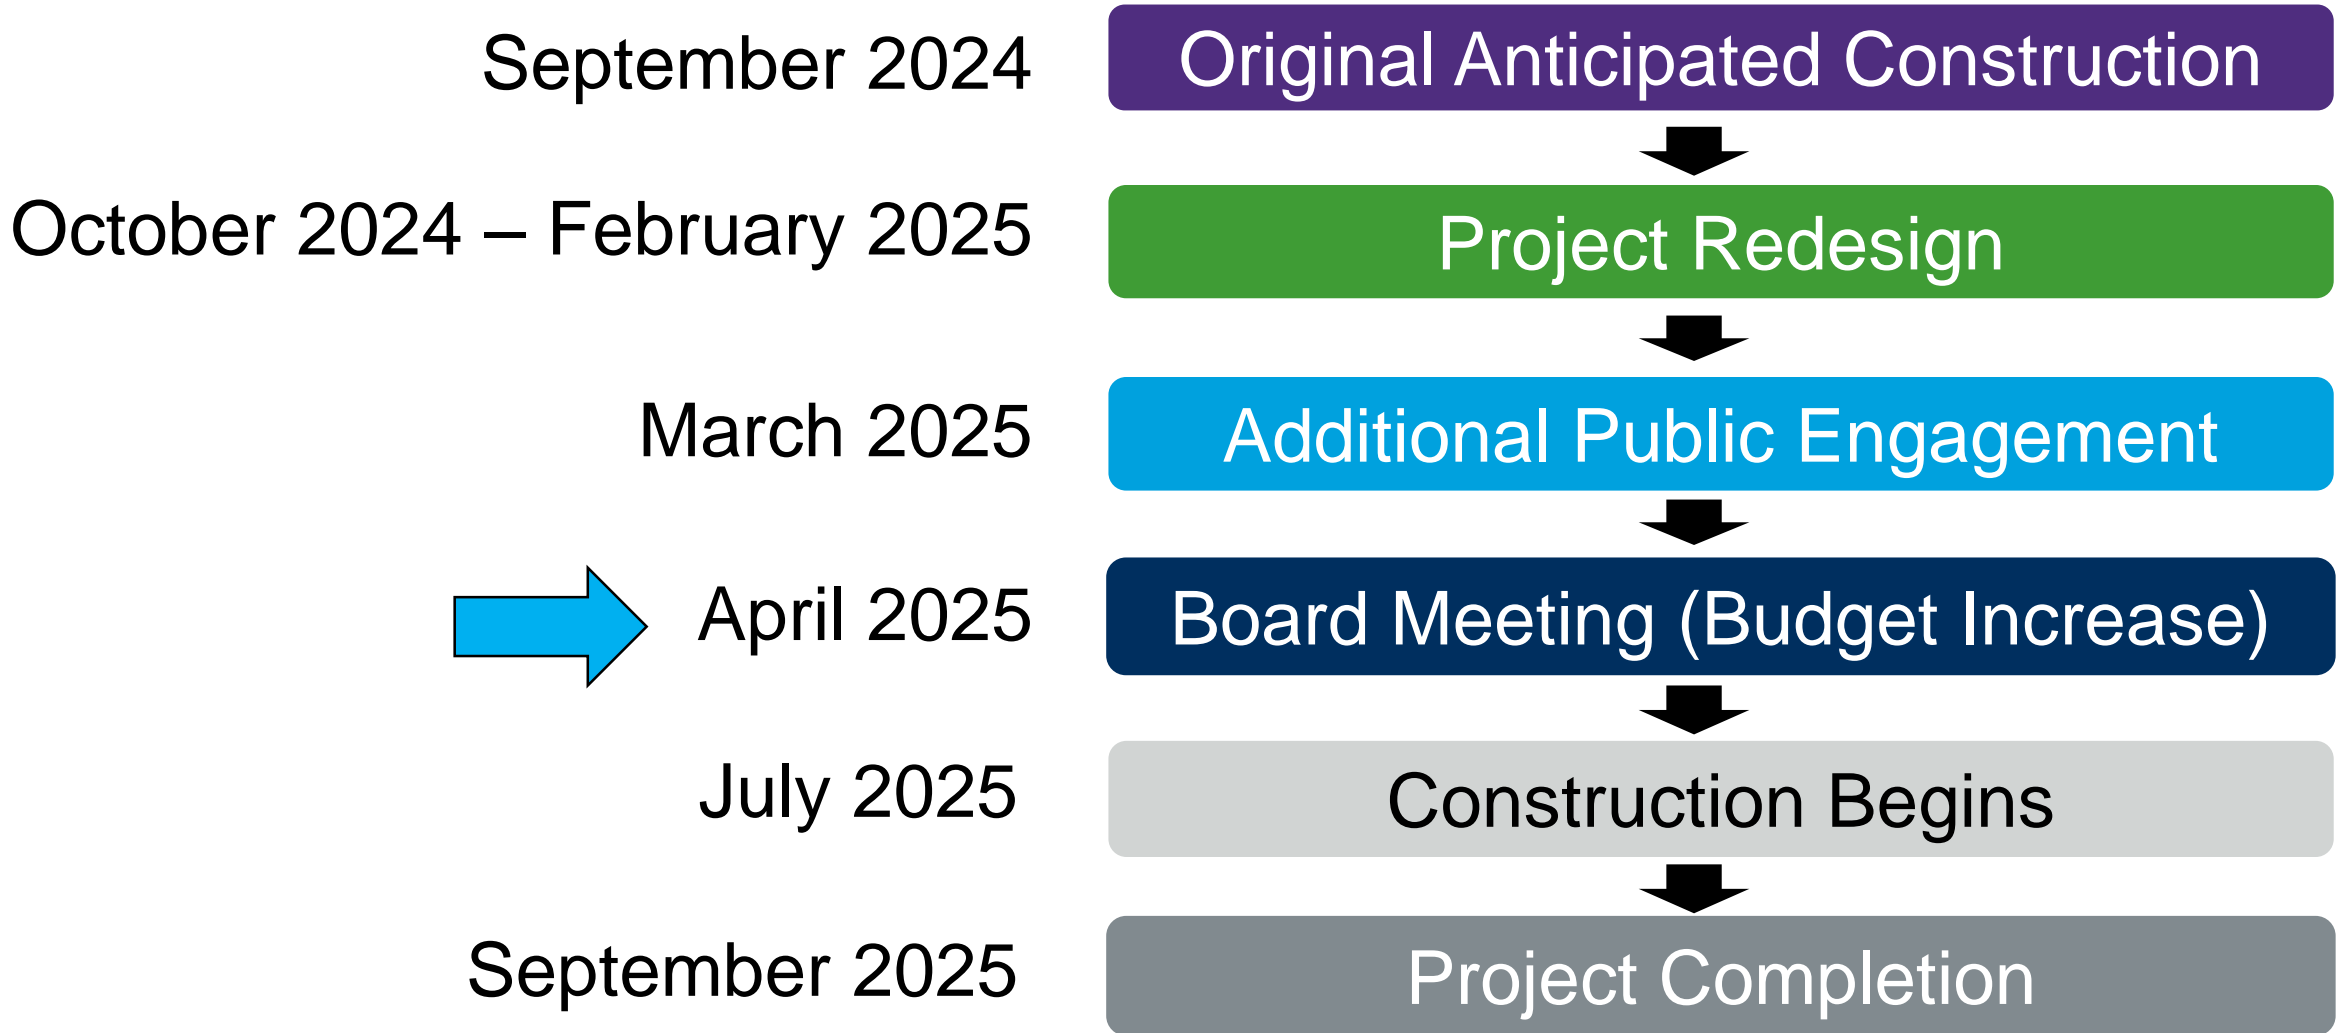 September 2024
Original Anticipated Construction
October 2024 – February 2025
Project Redesign
March 2025
Additional Public Engagement
April 2025
Board Meeting (Budget Increase)
July 2025
Construction Begins
September 2025
Project Completion